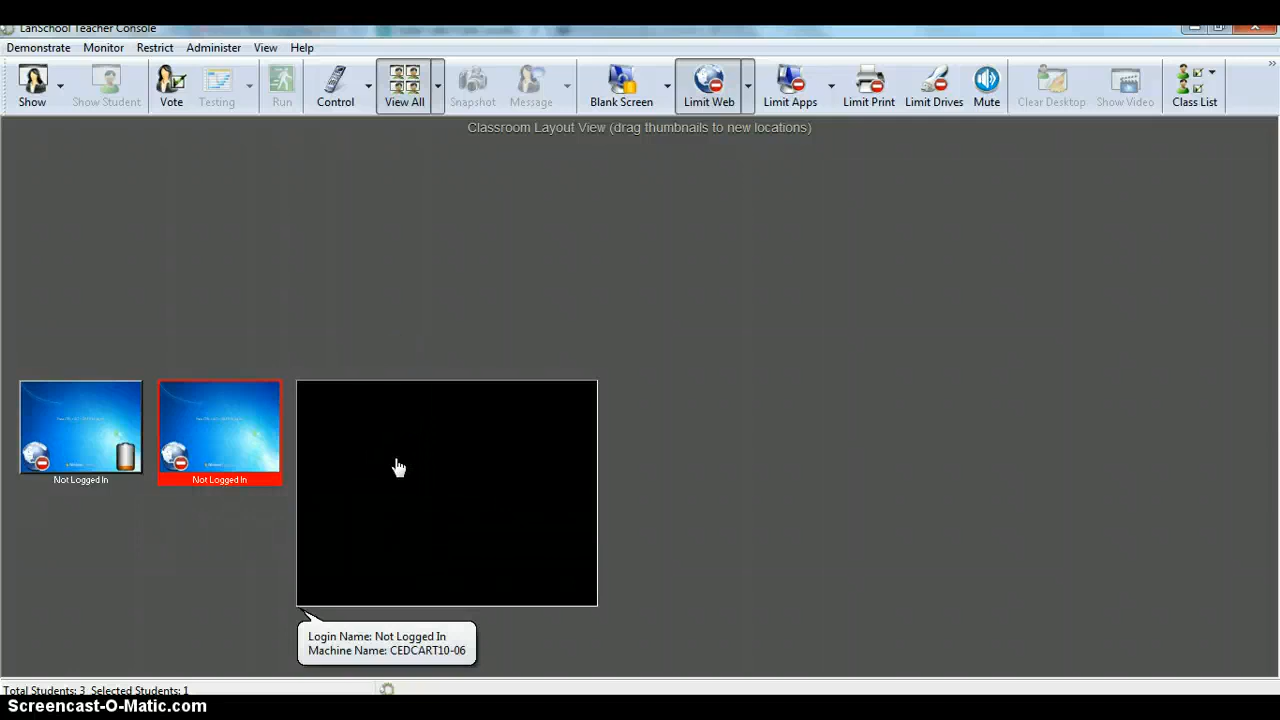 LanSchool Teacher Console
Demonstrate Monitor Restrict Administer View Help
Show Show Student Vote Testing Run Control View All Snapshot Message Blank Screen Limit Web Limit Apps Limit Print Limit Drives Mute Clear Desktop Show Video Class List
Classroom Layout View (drag thumbnails to new locations)
Not Logged In Not Logged In
Login Name: Not Logged In
Machine Name: CEDCART10-06
Total Students: 3 Selected Students: 1
Screencast-O-Matic.com